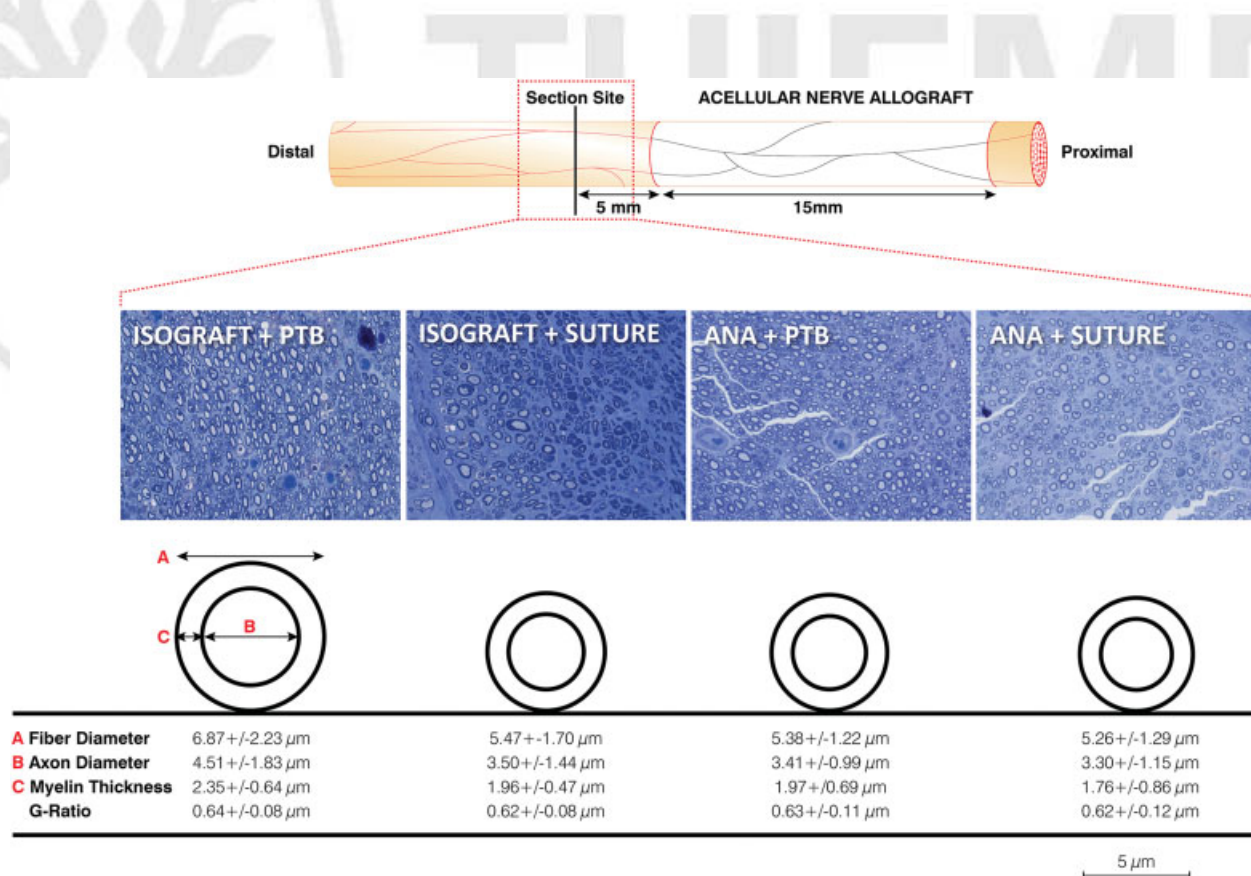 THIEM
Section Site
ACELLULAR NERVE ALLOGRAFT
Distal
Proximal
5 mm
15mm
ISOGRAFT + PTB
ISOGRAFT + SUTURE
ANA + PTB
ANA + SUTURE
A
C
B
A Fiber Diameter 6.87+/-2.23 μm 5.47+-1.70 μm 5.38+/-1.22 μm 5.26+/-1.29 μm
B Axon Diameter 4.51+/-1.83 μm 3.50+/-1.44 μm 3.41+/-0.99 μm 3.30+/-1.15 μm
C Myelin Thickness 2.35+/-0.64 μm 1.96+/-0.47 μm 1.97+/0.69 μm 1.76+/-0.86 μm
G-Ratio 0.64+/-0.08 μm 0.62+/-0.08 μm 0.63+/-0.11 μm 0.62+/-0.12 μm
5 μm